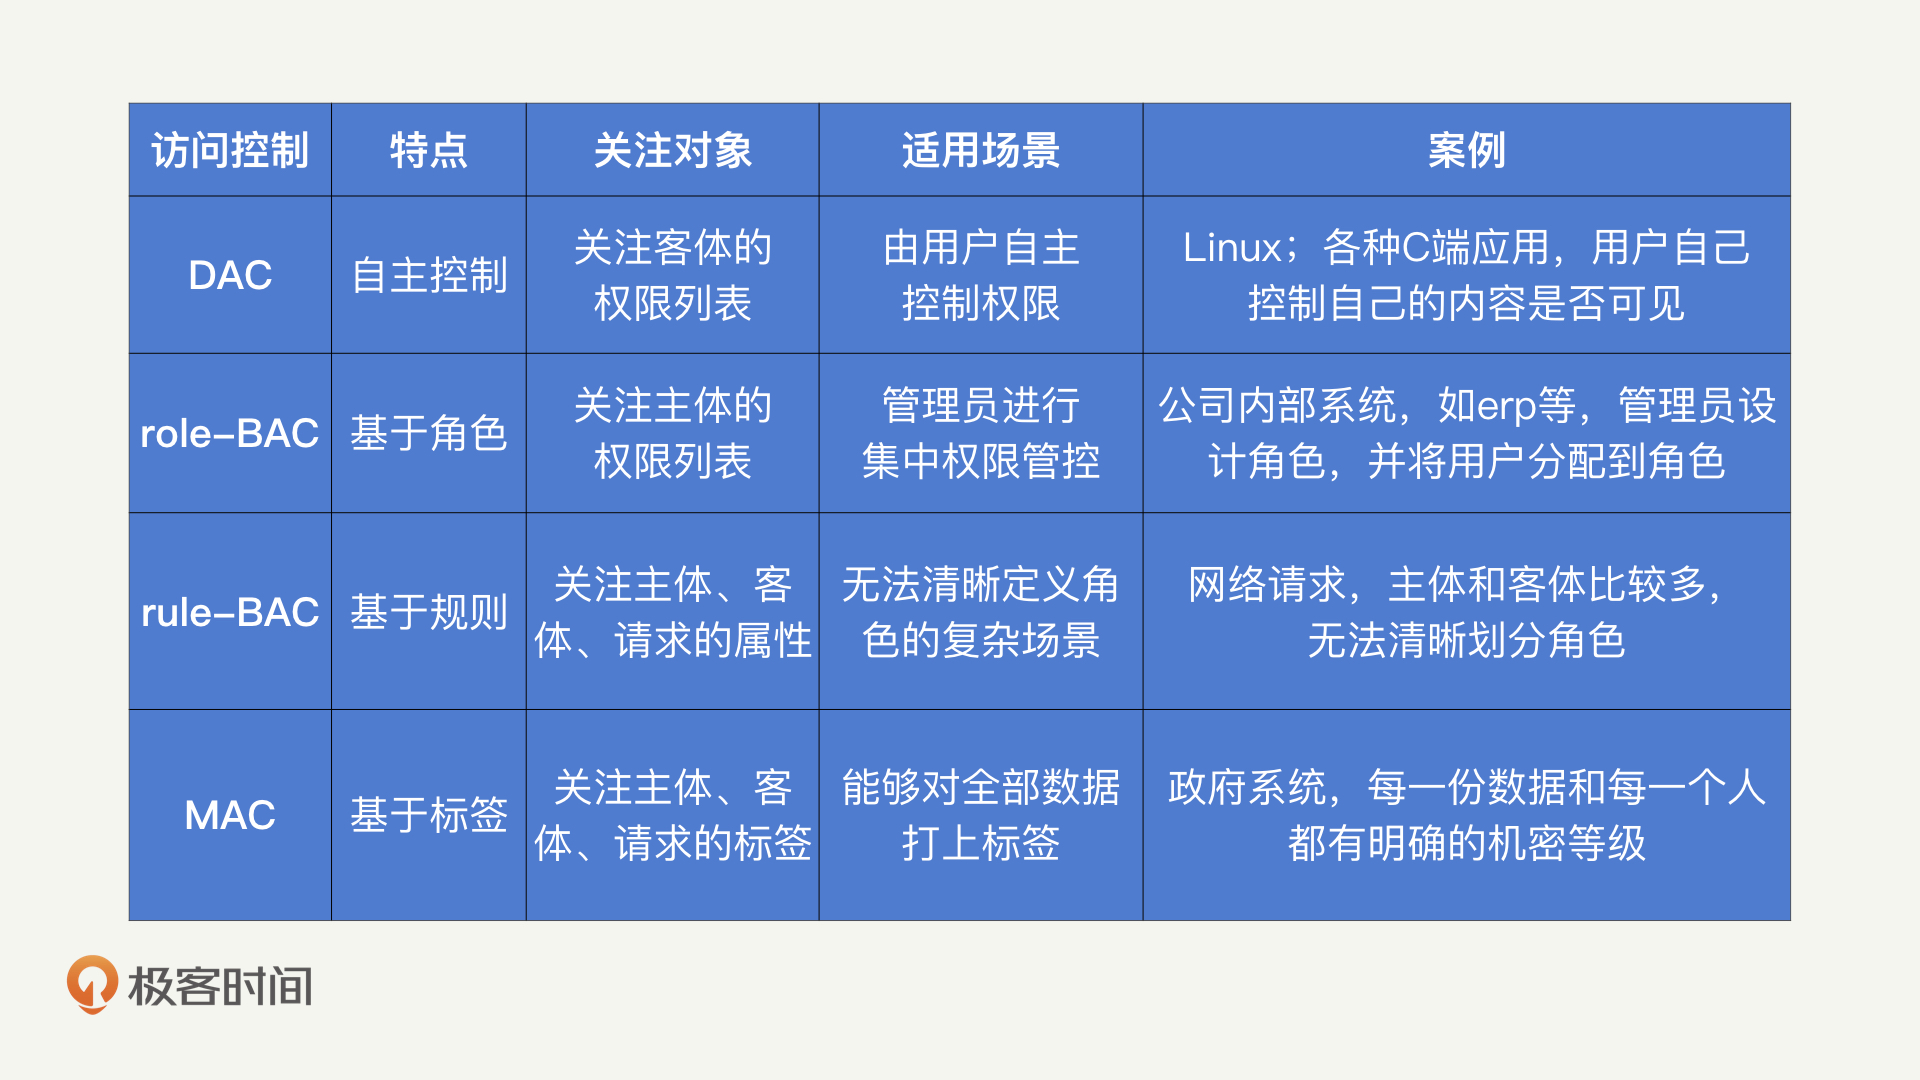 访问控制
特点
关注对象
适用场景
案例
DAC
自主控制
关注客体的
权限列表
由用户自主
控制权限
Linux；各种C端应用，用户自己
控制自己的内容是否可见
role-BAC
基于角色
关注主体的
权限列表
管理员进行
集中权限管控
公司内部系统，如erp等，管理员设
计角色，并将用户分配到角色
rule-BAC
基于规则
关注主体、客
体、请求的属性
无法清晰定义角
色的复杂场景
网络请求，主体和客体比较多，
无法清晰划分角色
MAC
基于标签
关注主体、客
体、请求的标签
能够对全部数据
打上标签
政府系统，每一份数据和每一个人
都有明确的机密等级
极客时间